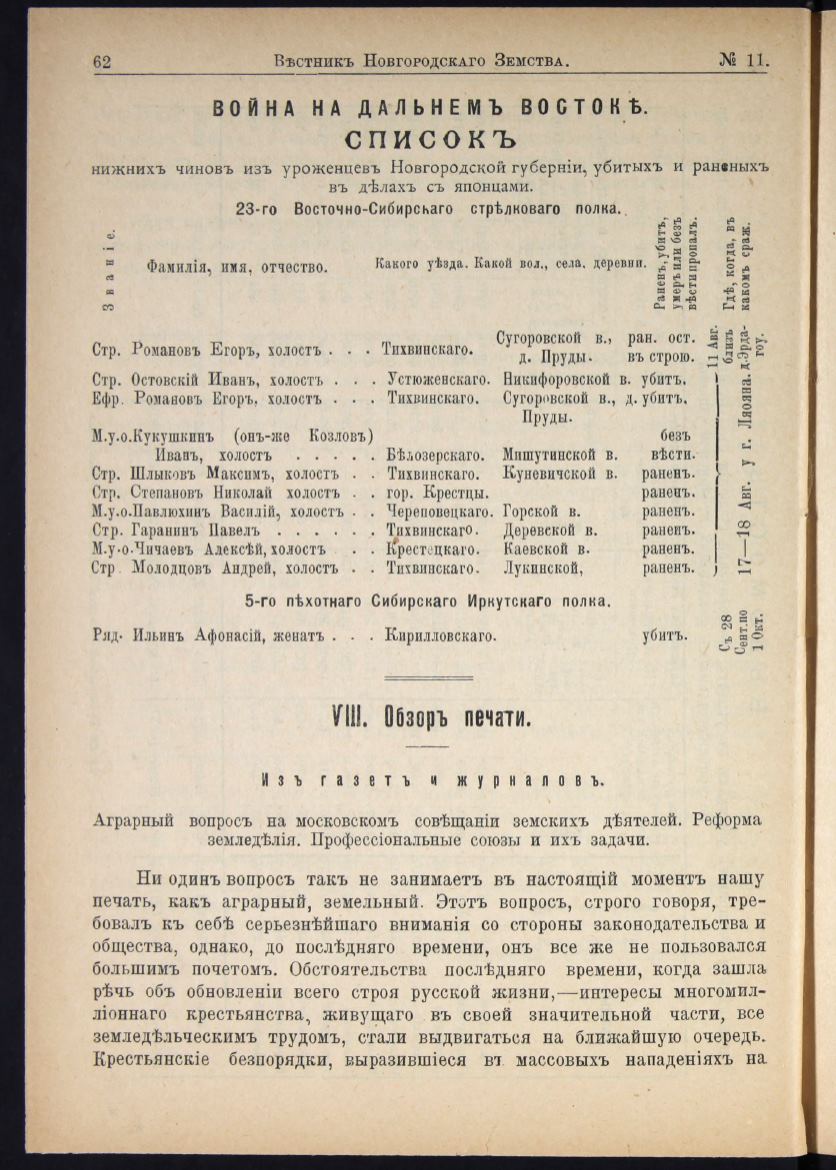 62 Вѣстникъ Новгородскаго Земства. № 11.
ВОЙНА НА ДАЛЬНЕМЪ ВОСТОКѢ.
СПИСОКЪ
нижнихъ чиновъ изъ уроженцевъ Новгородской губерніи, убитыхъ и раненыхъ
въ дѣлахъ съ японцами.
23-го Восточно-Сибирскаго стрѣлковаго полка.
Званіе.
Фамилія, имя, отчество.
Какого уѣзда. Какой вол., села, деревни.
Раненъ, убитъ,
умеръ или безъ
вѣсти пропалъ.
Гдѣ, когда, въ
какомъ сраж.
Стр. Романовъ Егоръ, холостъ . . . Тихвинскаго. Сугоровской в., ран. ост.
д. Пруды. въ строю.
11 Авг.
близ
д. Эрда-
гоу.
Стр. Остовскій Иванъ, холостъ . . . Устюженскаго. Никифоровской в. убитъ.
Ефр. Романовъ Егоръ, холостъ . . . Тихвинскаго. Сугоровской в., д. убитъ.
Пруды.
М.у.о. Кукушкинъ (онъ-же Козловъ) безъ
Иванъ, холостъ . . . . . Бѣлозерскаго. Мишутинской в. вѣсти.
Стр. Шлыковъ Максимъ, холостъ . . Тихвинскаго. Куневичской в. раненъ.
Стр. Степановъ Николай холостъ . . гор. Крестцы. раненъ.
М.у.о. Павлюхинъ Василій, холостъ . . Череповецкаго. Горской в. раненъ.
Стр. Гаранинъ Павелъ . . . . . . Тихвинскаго. Деревской в. раненъ.
М.у-о. Чичаевъ Алексѣй, холостъ . . Крестецкаго. Каевской в. раненъ.
Стр. Молодцовъ Андрей, холостъ . . Тихвинскаго. Лукинской, раненъ.
17—18 Авг. у г. Ляояна.
5-го пѣхотнаго Сибирскаго Иркутскаго полка.
Ряд. Ильинъ Афонасій, женатъ . . . Кирилловскаго. убитъ.
Съ 28
Сент. по
1 Окт.
VIII. Обзоръ печати.
Изъ газетъ и журналовъ.
Аграрный вопросъ на московскомъ совѣщаніи земскихъ дѣятелей. Реформа
земледѣлія. Профессіональные союзы и ихъ задачи.
Ни одинъ вопросъ такъ не занимаетъ въ настоящій моментъ нашу
печать, какъ аграрный, земельный. Этотъ вопросъ, строго говоря, тре-
бовалъ къ себѣ серьезнѣйшаго вниманія со стороны законодательства и
общества, однако, до послѣдняго времени, онъ все же не пользовался
большимъ почетомъ. Обстоятельства послѣдняго времени, когда зашла
рѣчь объ обновленіи всего строя русской жизни,—интересы многомил-
ліоннаго крестьянства, живущаго въ своей значительной части, все
земледѣльческимъ трудомъ, стали выдвигаться на ближайшую очередь.
Крестьянскіе безпорядки, выразившіеся въ массовыхъ нападеніяхъ на